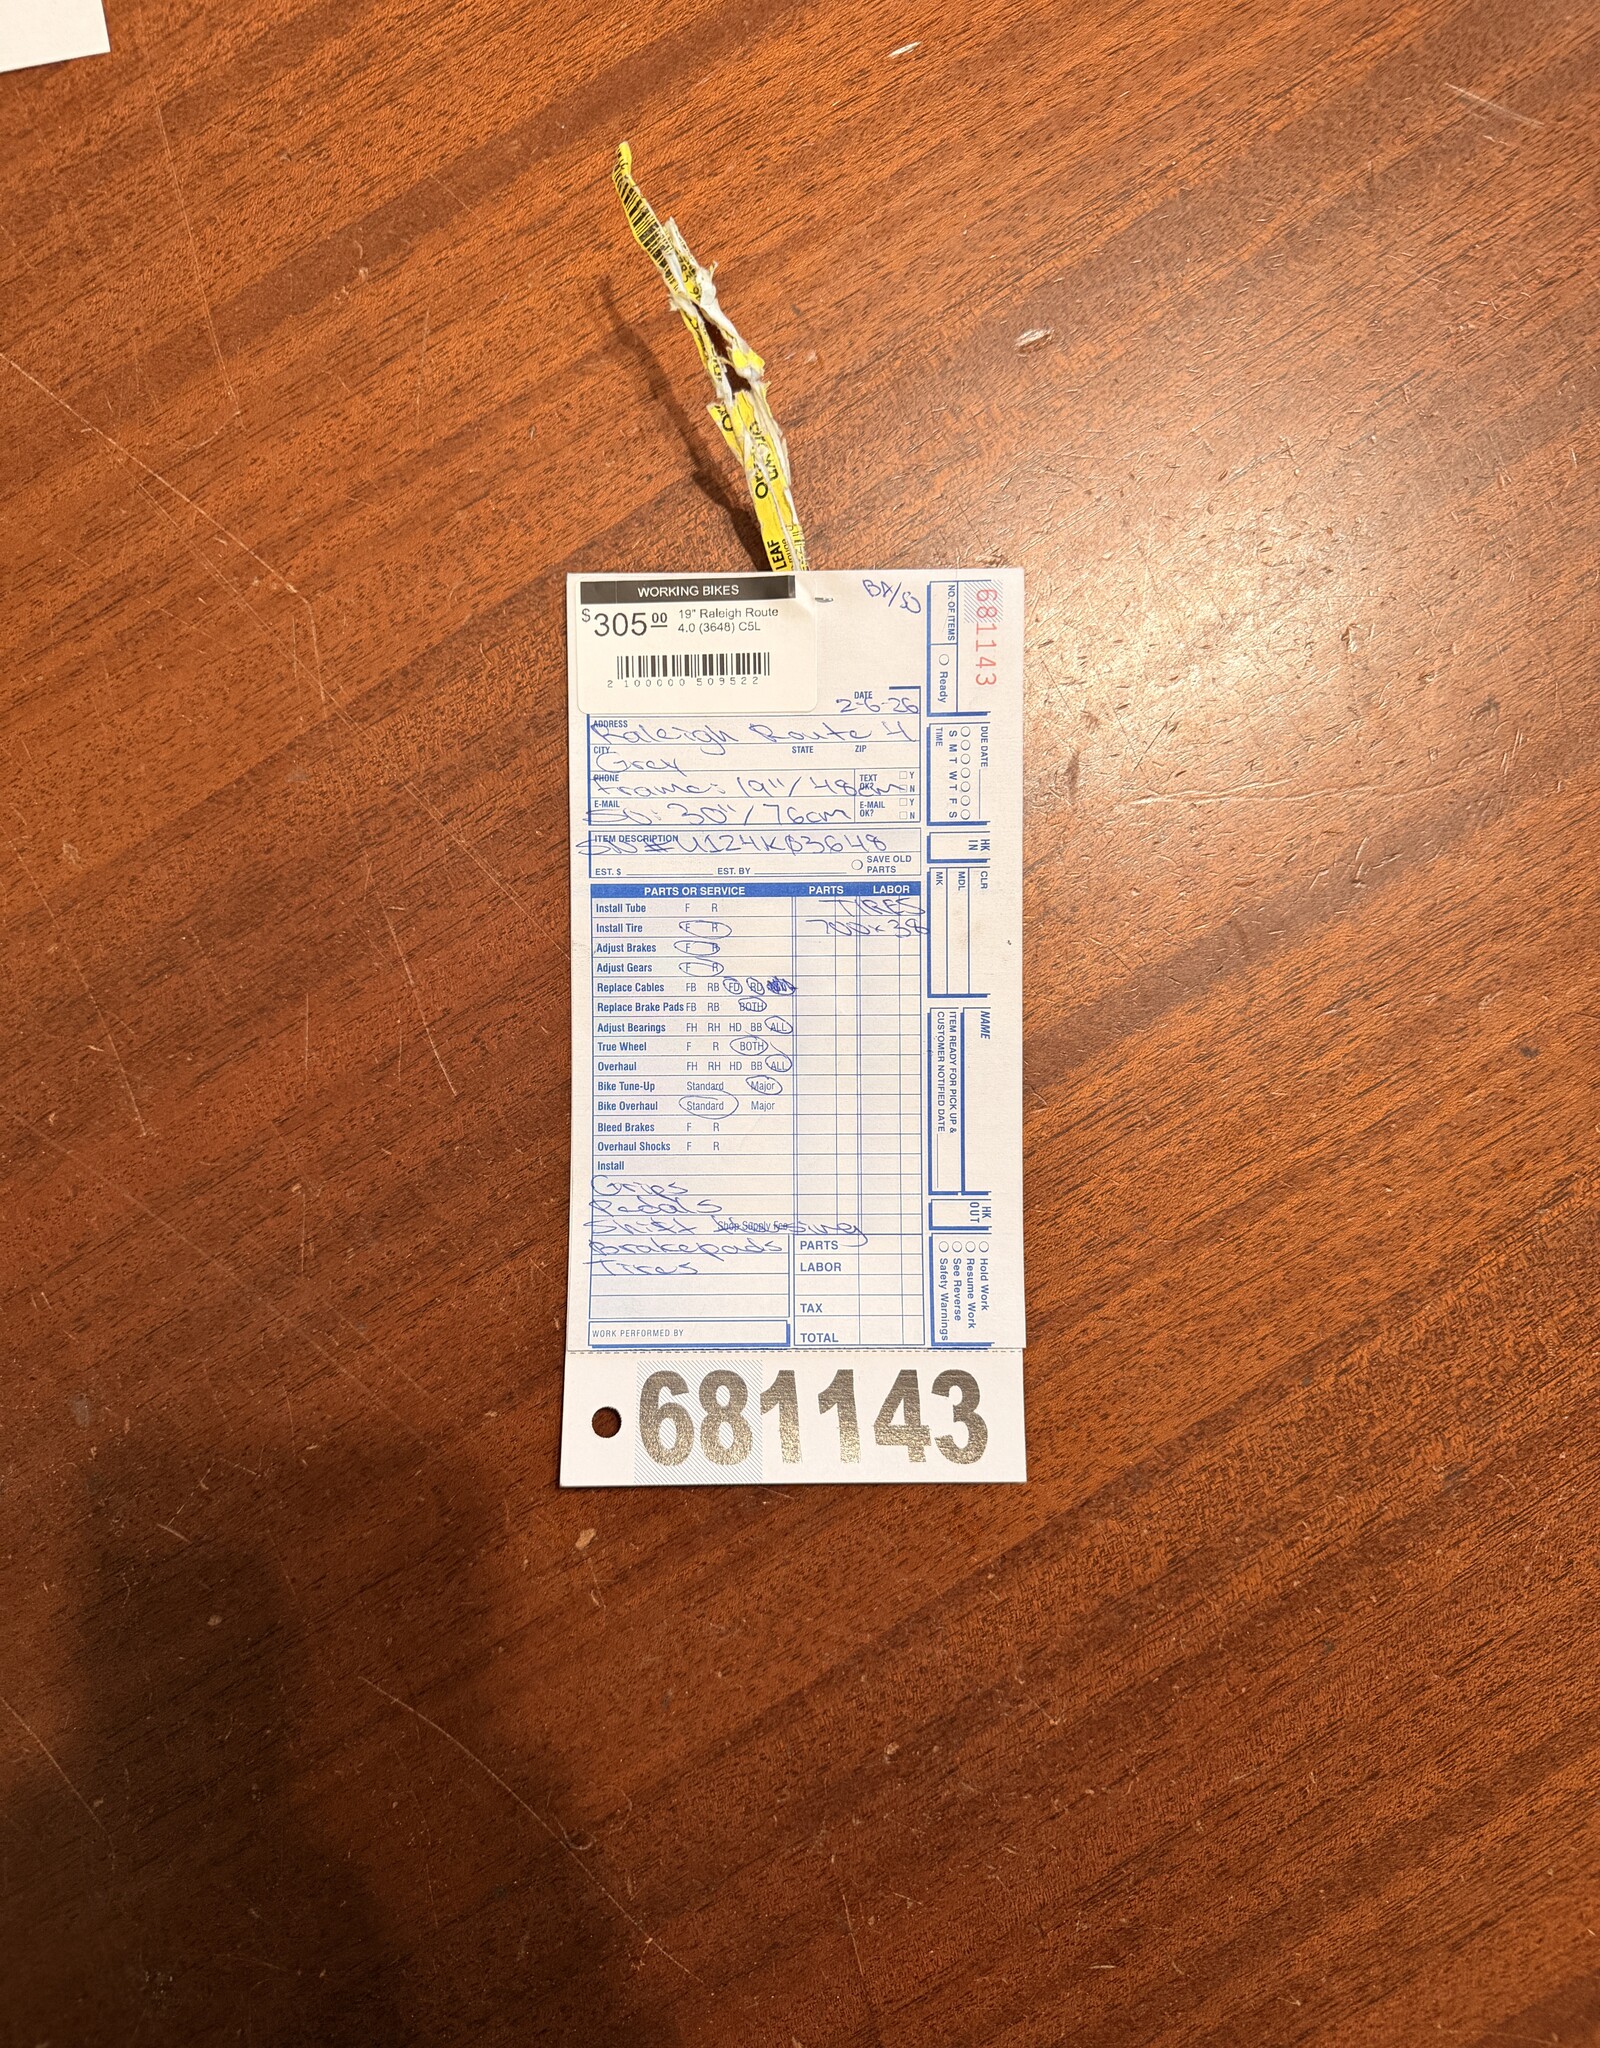 WORKING BIKES
$305.00 19" Raleigh Route
4.0 (3648) C5L
2 100000 509522
DATE
2-6-26
ADDRESS
Raleigh Route 4
CITY STATE ZIP
Grey
PHONE TEXT OK? Y N
Frame: 19"/48cm
E-MAIL E-MAIL OK? Y N
SO: 30"/76cm
ITEM DESCRIPTION
SN# U124K03648
EST. $ EST. BY SAVE OLD PARTS
PARTS OR SERVICE PARTS LABOR
Install Tube F R TIRES
Install Tire F R 700x38
Adjust Brakes F R
Adjust Gears F R
Replace Cables FB RB FD RD
Replace Brake Pads FB RB BOTH
Adjust Bearings FH RH HD BB ALL
True Wheel F R BOTH
Overhaul FH RH HD BB ALL
Bike Tune-Up Standard Major
Bike Overhaul Standard Major
Bleed Brakes F R
Overhaul Shocks F R
Install
Grips
Pedals
Shift housing
Shop Supply Fee
Brakepads
Tires
PARTS
LABOR
TAX
TOTAL
WORK PERFORMED BY
681143
NO. OF ITEMS
Ready
DUE DATE
S M T W T F S
TIME
HK IN
CLR
MDL
MK
NAME
ITEM READY FOR PICK UP &
CUSTOMER NOTIFIED DATE
HK OUT
Hold Work
Resume Work
See Reverse
Safety Warnings
681143
LEAF